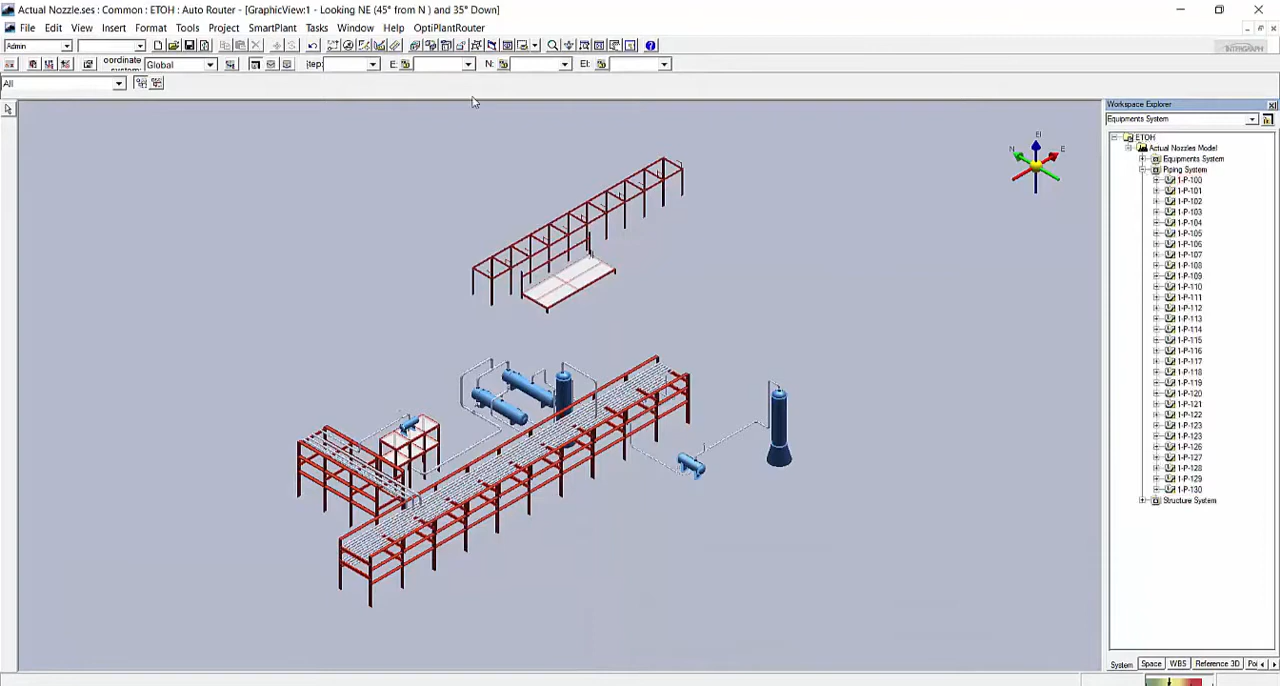 Actual Nozzle.ses : Common : ETOH : Auto Router - [GraphicView:1 - Looking NE (45° from N ) and 35° Down]
File Edit View Insert Format Tools Project SmartPlant Tasks Window Help OptiPlantRouter
Admin
INTERGRAPH
Global E: N: El:
All
Workspace Explorer
Equipments System
ETOH
Actual Nozzles Model
Equipments System
Piping System
1-P-100
1-P-101
1-P-102
1-P-103
1-P-104
1-P-105
1-P-106
1-P-107
1-P-108
1-P-109
1-P-110
1-P-111
1-P-112
1-P-113
1-P-114
1-P-115
1-P-116
1-P-117
1-P-118
1-P-119
1-P-120
1-P-121
1-P-122
1-P-123
1-P-123
1-P-126
1-P-127
1-P-128
1-P-129
1-P-130
Structure System
El
N E
System Space WBS Reference 3D